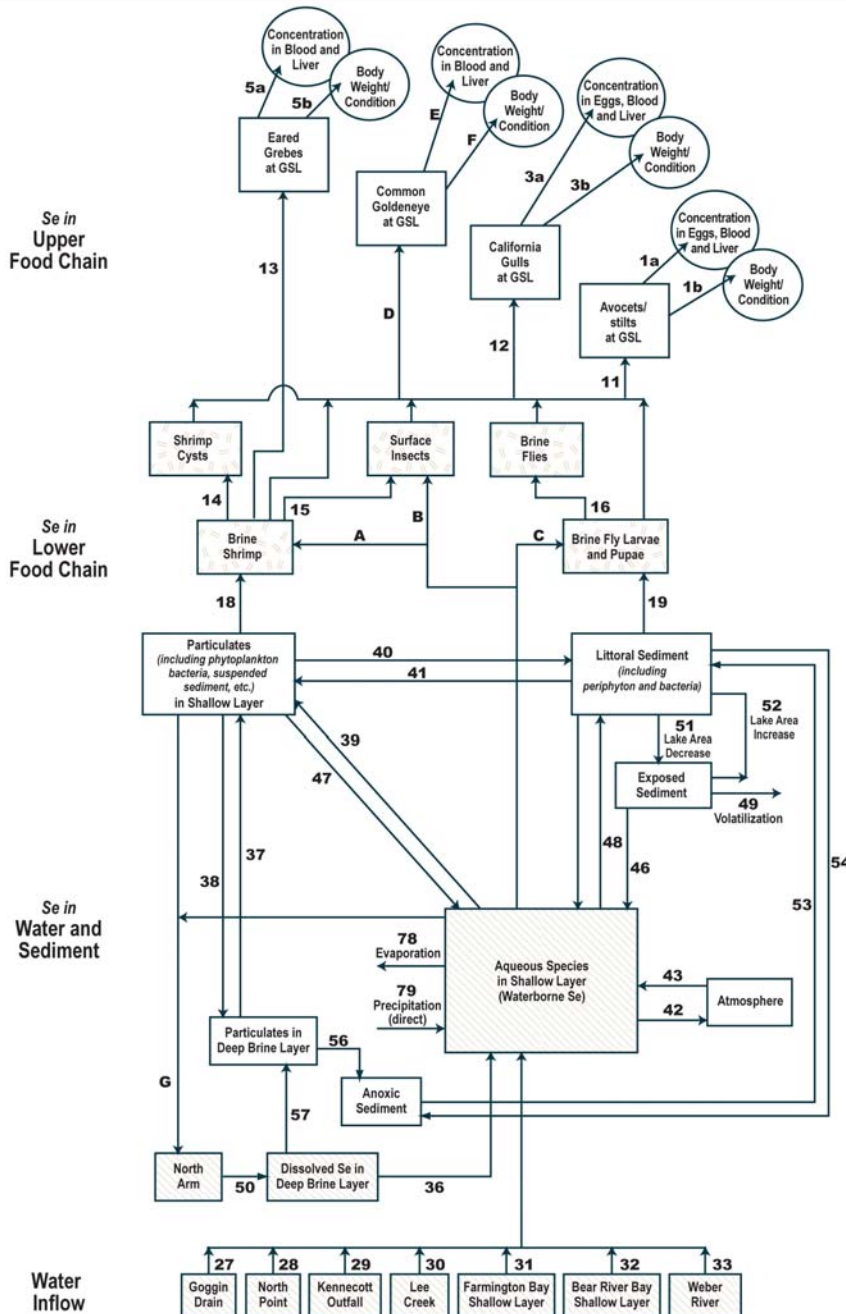 Concentration
in Blood and
Liver
5a
5b
Body
Weight/
Condition
Eared
Grebes
at GSL
Concentration
in Blood and
Liver
E
F
Body
Weight/
Condition
Common
Goldeneye
at GSL
Concentration
in Eggs, Blood
and Liver
3a
3b
Body
Weight/
Condition
California
Gulls
at GSL
Concentration
in Eggs, Blood
and Liver
1a
1b
Body
Weight/
Condition
Avocets/
stilts
at GSL
Se in
Upper
Food Chain
13
D
12
11
Shrimp
Cysts
Surface
Insects
Brine
Flies
14
15
B
16
Se in
Lower
Food Chain
Brine
Shrimp
A
C
Brine Fly Larvae
and Pupae
18
19
Particulates
(including phytoplankton
bacteria, suspended
sediment, etc.)
in Shallow Layer
40
41
Littoral Sediment
(including
periphyton and bacteria)
39
47
51
Lake Area
Decrease
52
Lake Area
Increase
Exposed
Sediment
49
Volatilization
38
37
48
46
53
54
Se in
Water and
Sediment
78
Evaporation
79
Precipitation
(direct)
Aqueous Species
in Shallow Layer
(Waterborne Se)
43
42
Atmosphere
Particulates in
Deep Brine Layer
56
Anoxic
Sediment
G
57
North
Arm
50
Dissolved Se in
Deep Brine Layer
36
Water
Inflow
27
28
29
30
31
32
33
Goggin
Drain
North
Point
Kennecott
Outfall
Lee
Creek
Farmington Bay
Shallow Layer
Bear River Bay
Shallow Layer
Weber
River